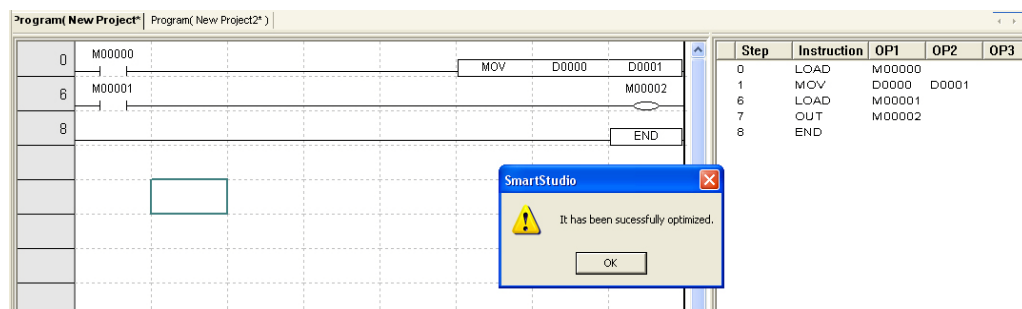 Program( New Project* Program( New Project2* )
0 M00000 MOV D0000 D0001
6 M00001 M00002
8 END
Step Instruction OP1 OP2 OP3
0 LOAD M00000
1 MOV D0000 D0001
6 LOAD M00001
7 OUT M00002
8 END
SmartStudio
It has been sucessfully optimized.
OK